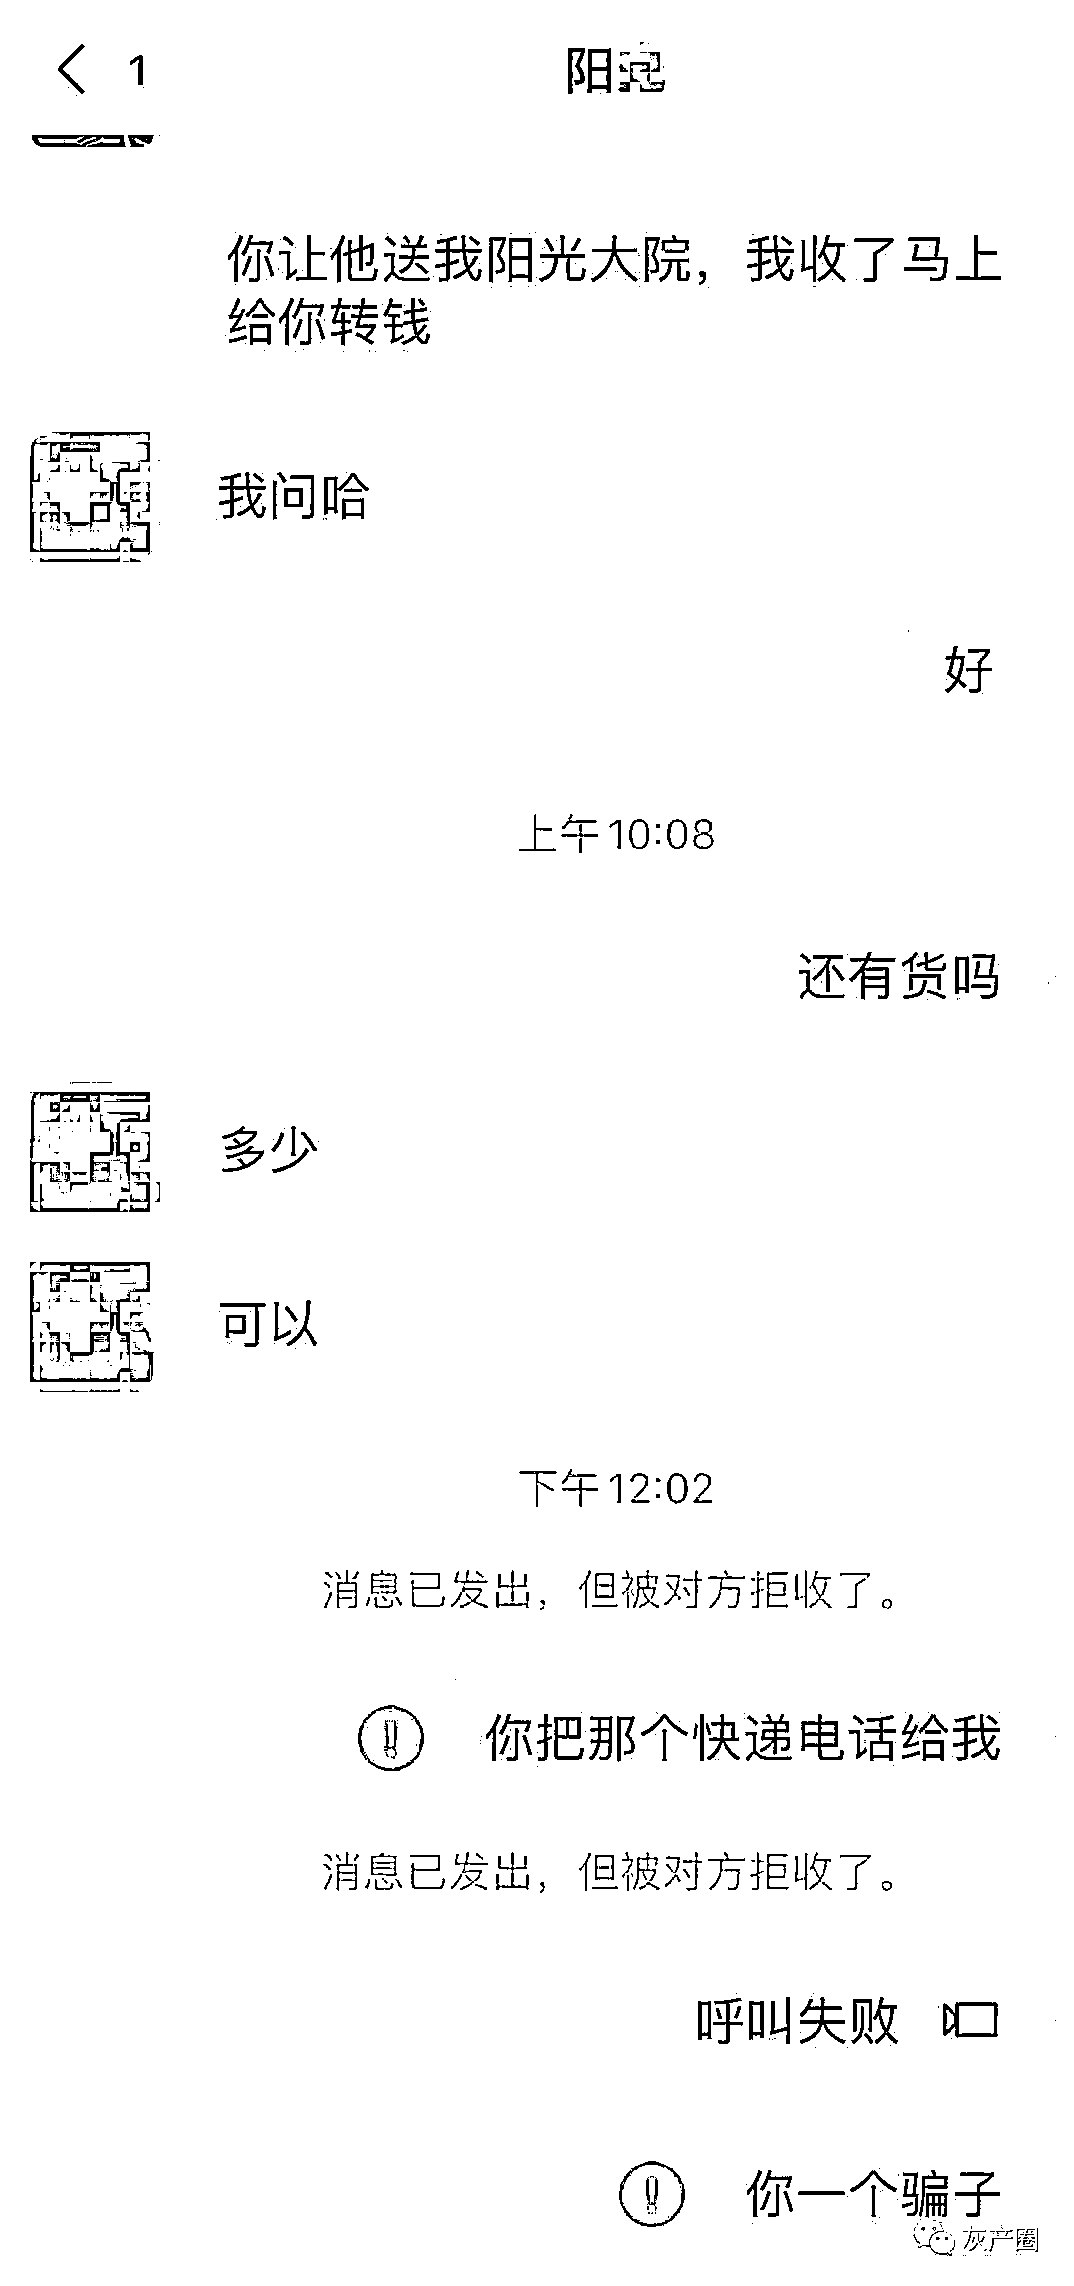 1
阳
你让他送我阳光大院，我收了马上
给你转钱
我问哈
好
上午10:08
还有货吗
多少
可以
下午12:02
消息已发出，但被对方拒收了。
你把那个快递电话给我
消息已发出，但被对方拒收了。
呼叫失败
你一个骗子
灰产圈